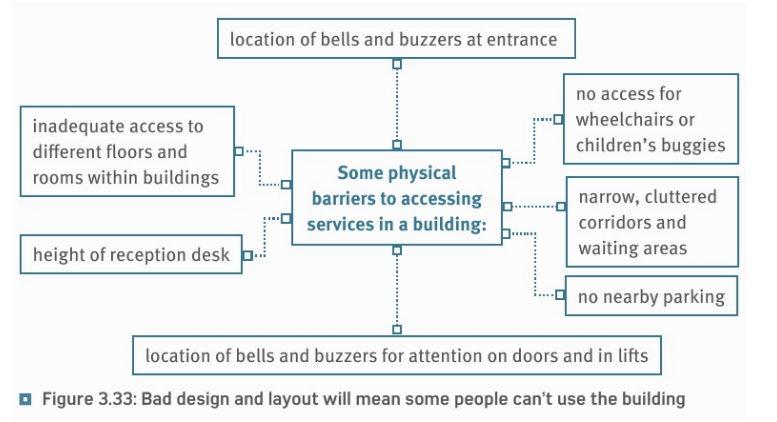 location of bells and buzzers at entrance
inadequate access to
different floors and
rooms within buildings
height of reception desk
Some physical
barriers to accessing
services in a building:
no access for
wheelchairs or
children's buggies
narrow, cluttered
corridors and
waiting areas
no nearby parking
location of bells and buzzers for attention on doors and in lifts
Figure 3.33: Bad design and layout will mean some people can't use the building